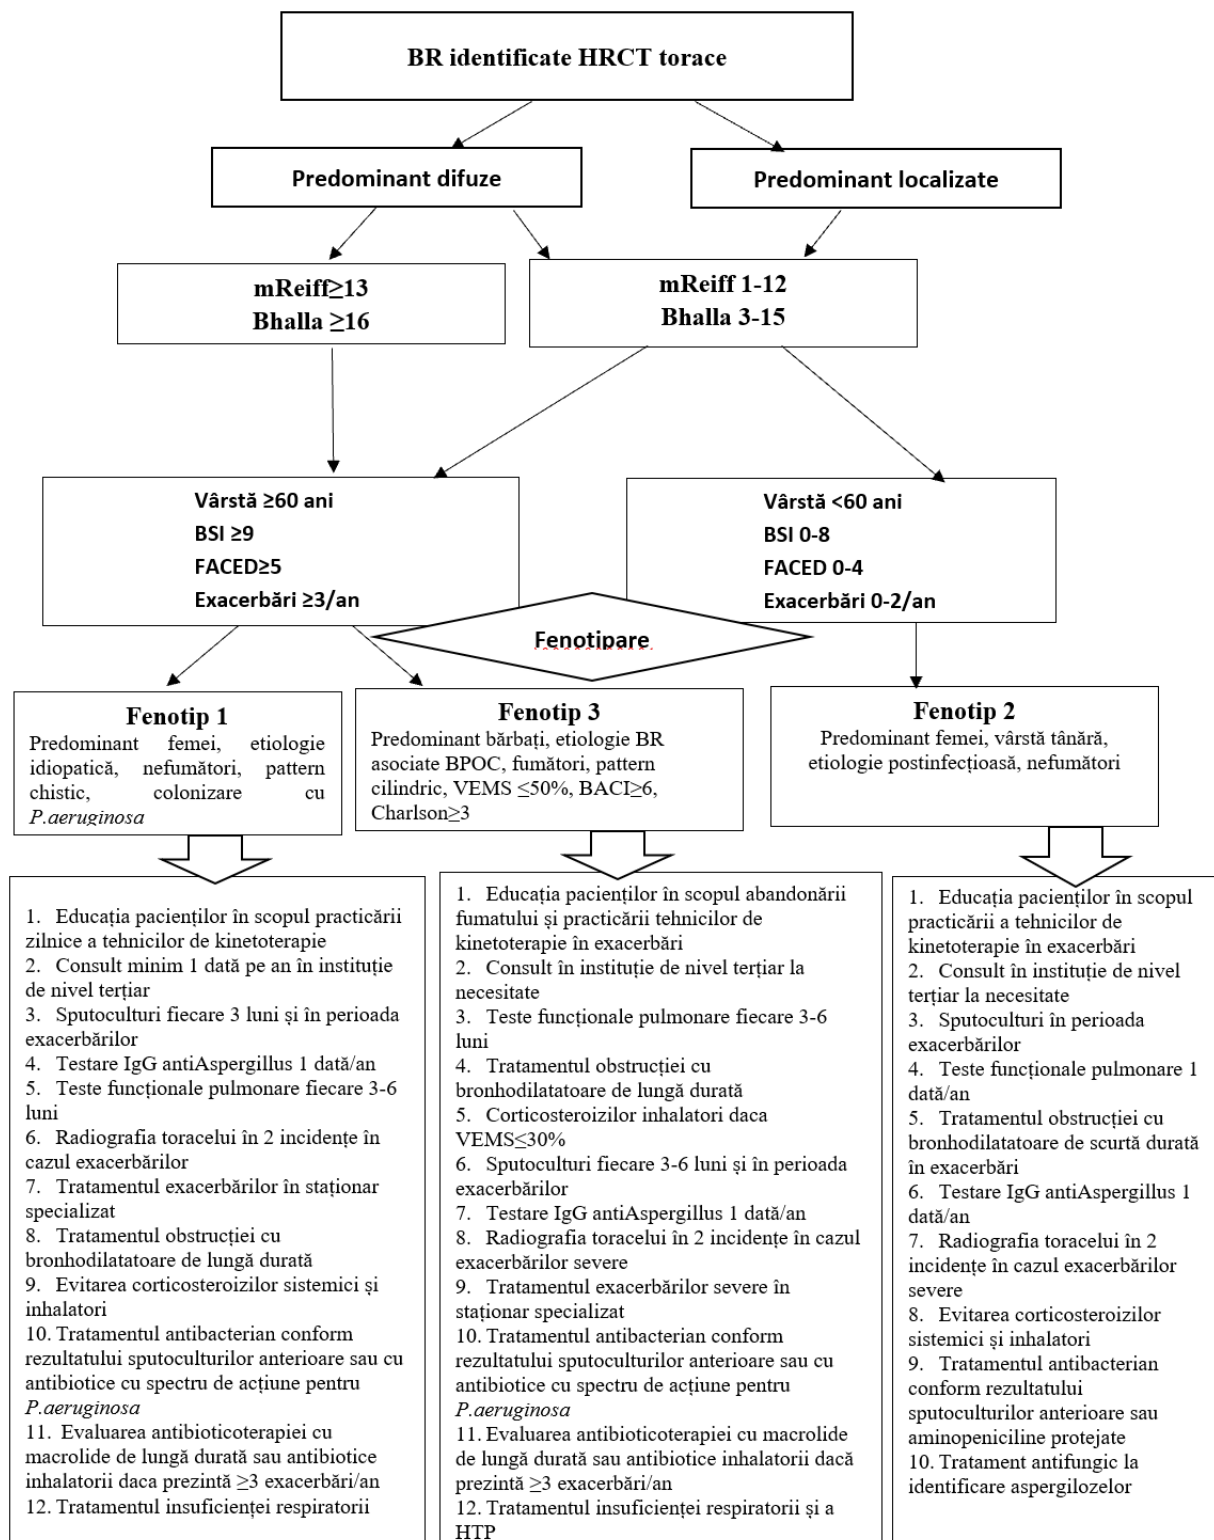 BR identificate HRCT torace
Predominant difuze
Predominant localizate
mReiff≥13
Bhalla ≥16
mReiff 1-12
Bhalla 3-15
Vârstă ≥60 ani
BSI ≥9
FACED≥5
Exacerbări ≥3/an
Vârstă <60 ani
BSI 0-8
FACED 0-4
Exacerbări 0-2/an
Fenotipare
Fenotip 1
Predominant femei, etiologie
idiopatică, nefumători, pattern
chistic, colonizare cu
P.aeruginosa
Fenotip 3
Predominant bărbați, etiologie BR
asociate BPOC, fumători, pattern
cilindric, VEMS ≤50%, BACI≥6,
Charlson≥3
Fenotip 2
Predominant femei, vârstă tânără,
etiologie postinfecțioasă, nefumători
1. Educația pacienților în scopul practicării
zilnice a tehnicilor de kinetoterapie
2. Consult minim 1 dată pe an în instituție
de nivel terțiar
3. Sputoculturi fiecare 3 luni și în perioada
exacerbărilor
4. Testare IgG antiAspergillus 1 dată/an
5. Teste funcționale pulmonare fiecare 3-6
luni
6. Radiografia toracelui în 2 incidențe în
cazul exacerbărilor
7. Tratamentul exacerbărilor în staționar
specializat
8. Tratamentul obstrucției cu
bronhodilatatoare de lungă durată
9. Evitarea corticosteroizilor sistemici și
inhalatori
10. Tratamentul antibacterian conform
rezultatului sputoculturilor anterioare sau cu
antibiotice cu spectru de acțiune pentru
P.aeruginosa
11. Evaluarea antibioticoterapiei cu
macrolide de lungă durată sau antibiotice
inhalatorii daca prezintă ≥3 exacerbări/an
12. Tratamentul insuficienței respiratorii
1. Educația pacienților în scopul abandonării
fumatului și practicării tehnicilor de
kinetoterapie în exacerbări
2. Consult în instituție de nivel terțiar la
necesitate
3. Teste funcționale pulmonare fiecare 3-6
luni
4. Tratamentul obstrucției cu
bronhodilatatoare de lungă durată
5. Corticosteroizilor inhalatori daca
VEMS≤30%
6. Sputoculturi fiecare 3-6 luni și în perioada
exacerbărilor
7. Testare IgG antiAspergillus 1 dată/an
8. Radiografia toracelui în 2 incidențe în cazul
exacerbărilor severe
9. Tratamentul exacerbărilor severe în
staționar specializat
10. Tratamentul antibacterian conform
rezultatului sputoculturilor anterioare sau cu
antibiotice cu spectru de acțiune pentru
P.aeruginosa
11. Evaluarea antibioticoterapiei cu macrolide
de lungă durată sau antibiotice inhalatorii dacă
prezintă ≥3 exacerbări/an
12. Tratamentul insuficienței respiratorii și a
HTP
1. Educația pacienților în scopul
practicării a tehnicilor de
kinetoterapie în exacerbări
2. Consult în instituție de nivel
terțiar la necesitate
3. Sputoculturi în perioada
exacerbărilor
4. Teste funcționale pulmonare 1
dată/an
5. Tratamentul obstrucției cu
bronhodilatatoare de scurtă durată
în exacerbări
6. Testare IgG antiAspergillus 1
dată/an
7. Radiografia toracelui în 2
incidențe în cazul exacerbărilor
severe
8. Evitarea corticosteroizilor
sistemici și inhalatori
9. Tratamentul antibacterian
conform rezultatului
sputoculturilor anterioare sau
aminopeniciline protejate
10. Tratament antifungic la
identificare aspergilozelor